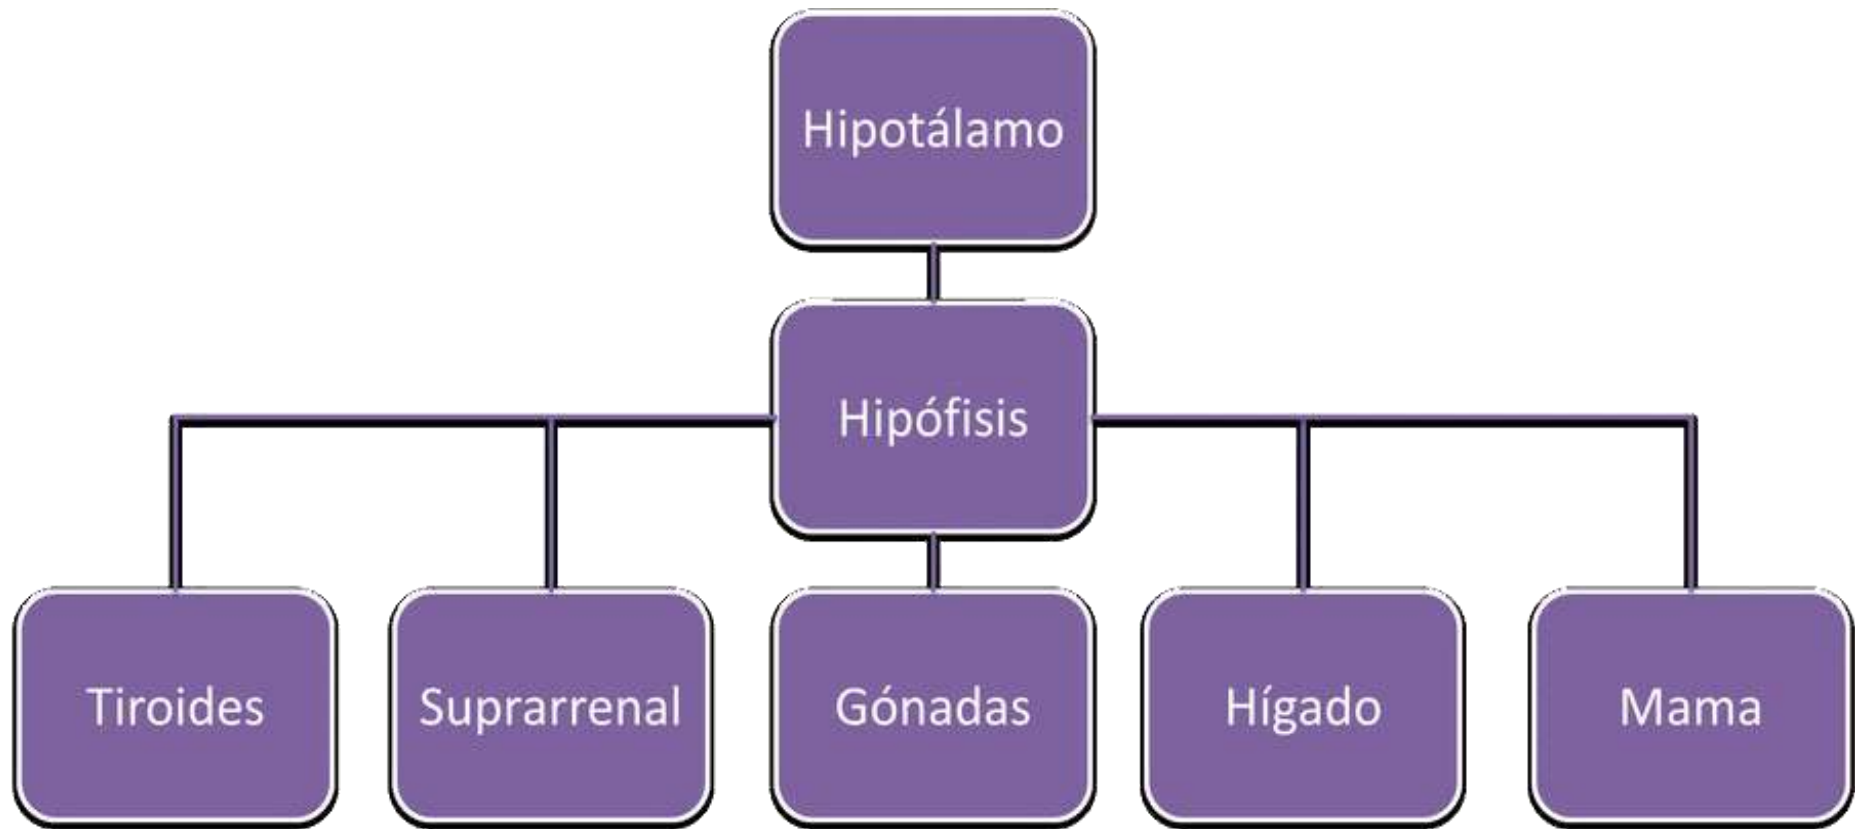 Hipotálamo
Hipófisis
Tiroides
Suprarrenal
Gónadas
Hígado
Mama